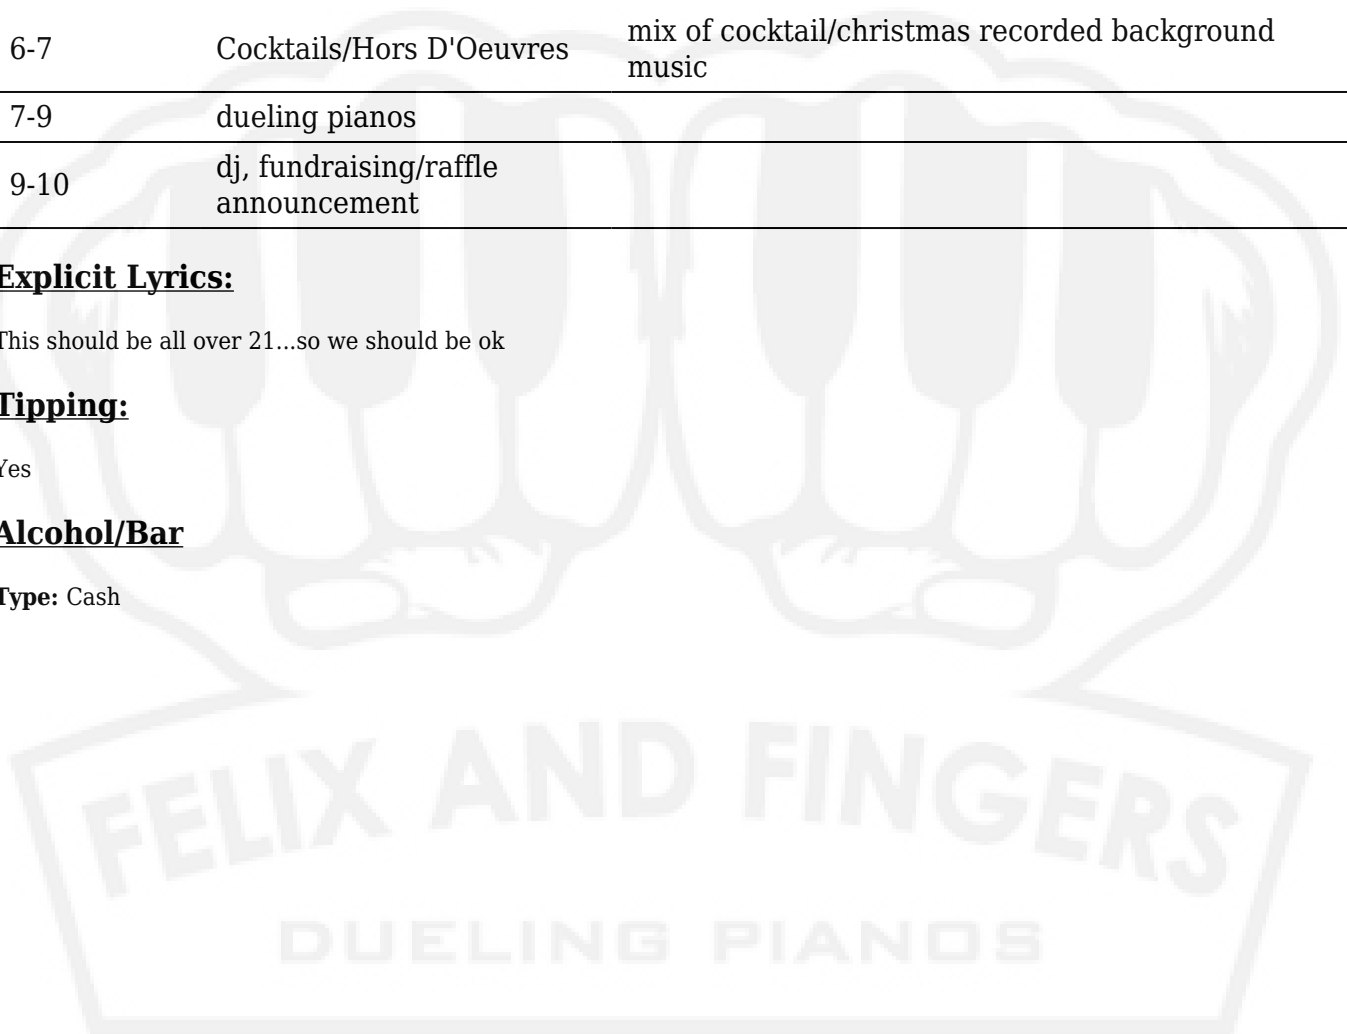 6-7 Cocktails/Hors D'Oeuvres mix of cocktail/christmas recorded background
music
7-9 dueling pianos
9-10 dj, fundraising/raffle
announcement
Explicit Lyrics:
This should be all over 21...so we should be ok
Tipping:
Yes
Alcohol/Bar
Type: Cash
FELIX AND FINGERS
DUELING PIANOS